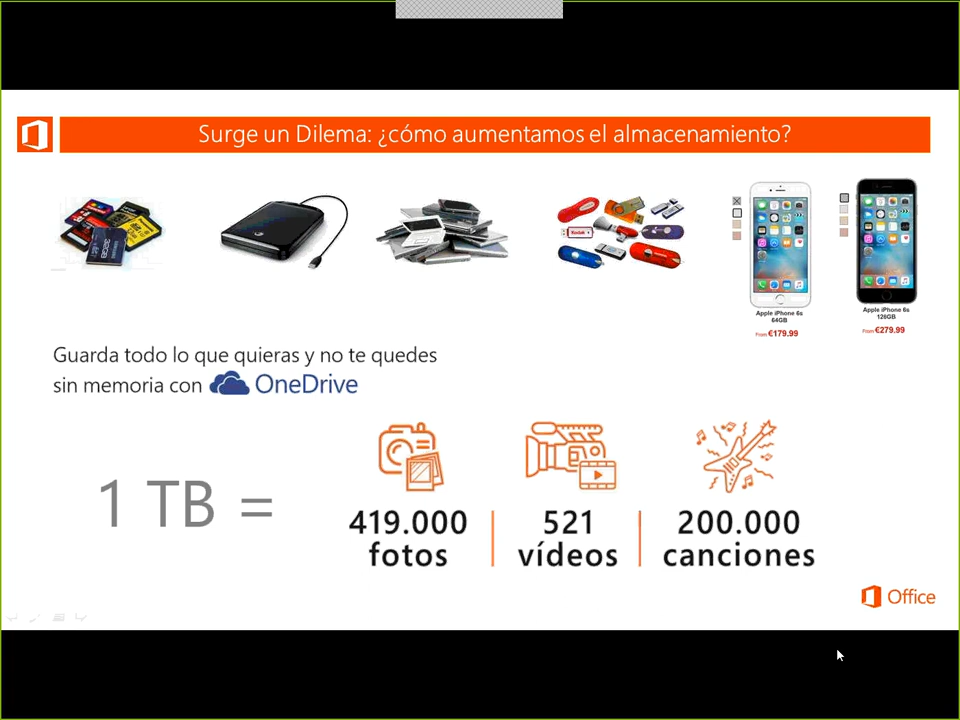 Surge un Dilema: ¿cómo aumentamos el almacenamiento?
Kodak
Apple iPhone 6s
64GB
From €179.99
Apple iPhone 6s
128GB
From €279.99
Guarda todo lo que quieras y no te quedes
sin memoria con OneDrive
1 TB =
419.000
fotos
521
vídeos
200.000
canciones
Office